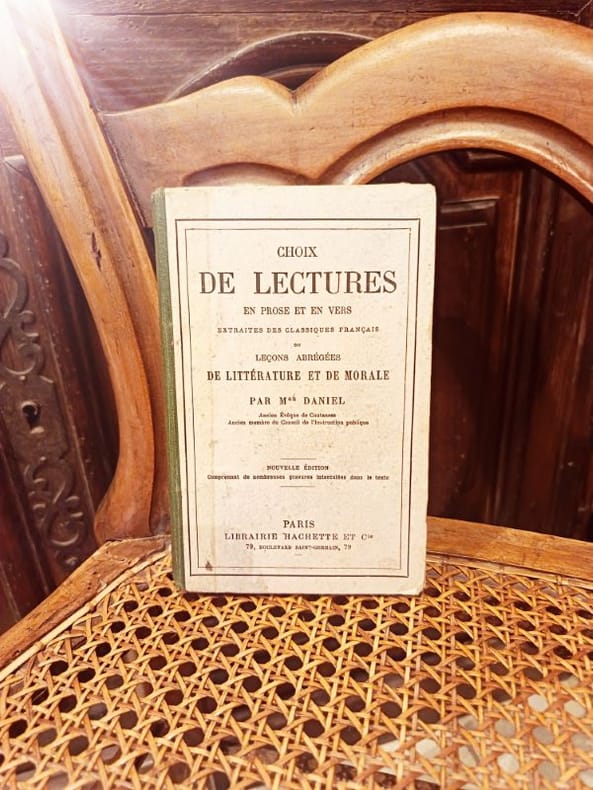 CHOIX
DE LECTURES
EN PROSE ET EN VERS
EXTRAITES DES CLASSIQUES FRANÇAIS
OU
LEÇONS ABRÉGÉES
DE LITTÉRATURE ET DE MORALE
PAR Mgr DANIEL
Ancien Évêque de Coutances
Ancien membre du Conseil de l'Instruction publique
NOUVELLE ÉDITION
Comprenant de nombreuses gravures intercalées dans le texte
PARIS
LIBRAIRIE HACHETTE ET Cie
79, BOULEVARD SAINT-GERMAIN, 79